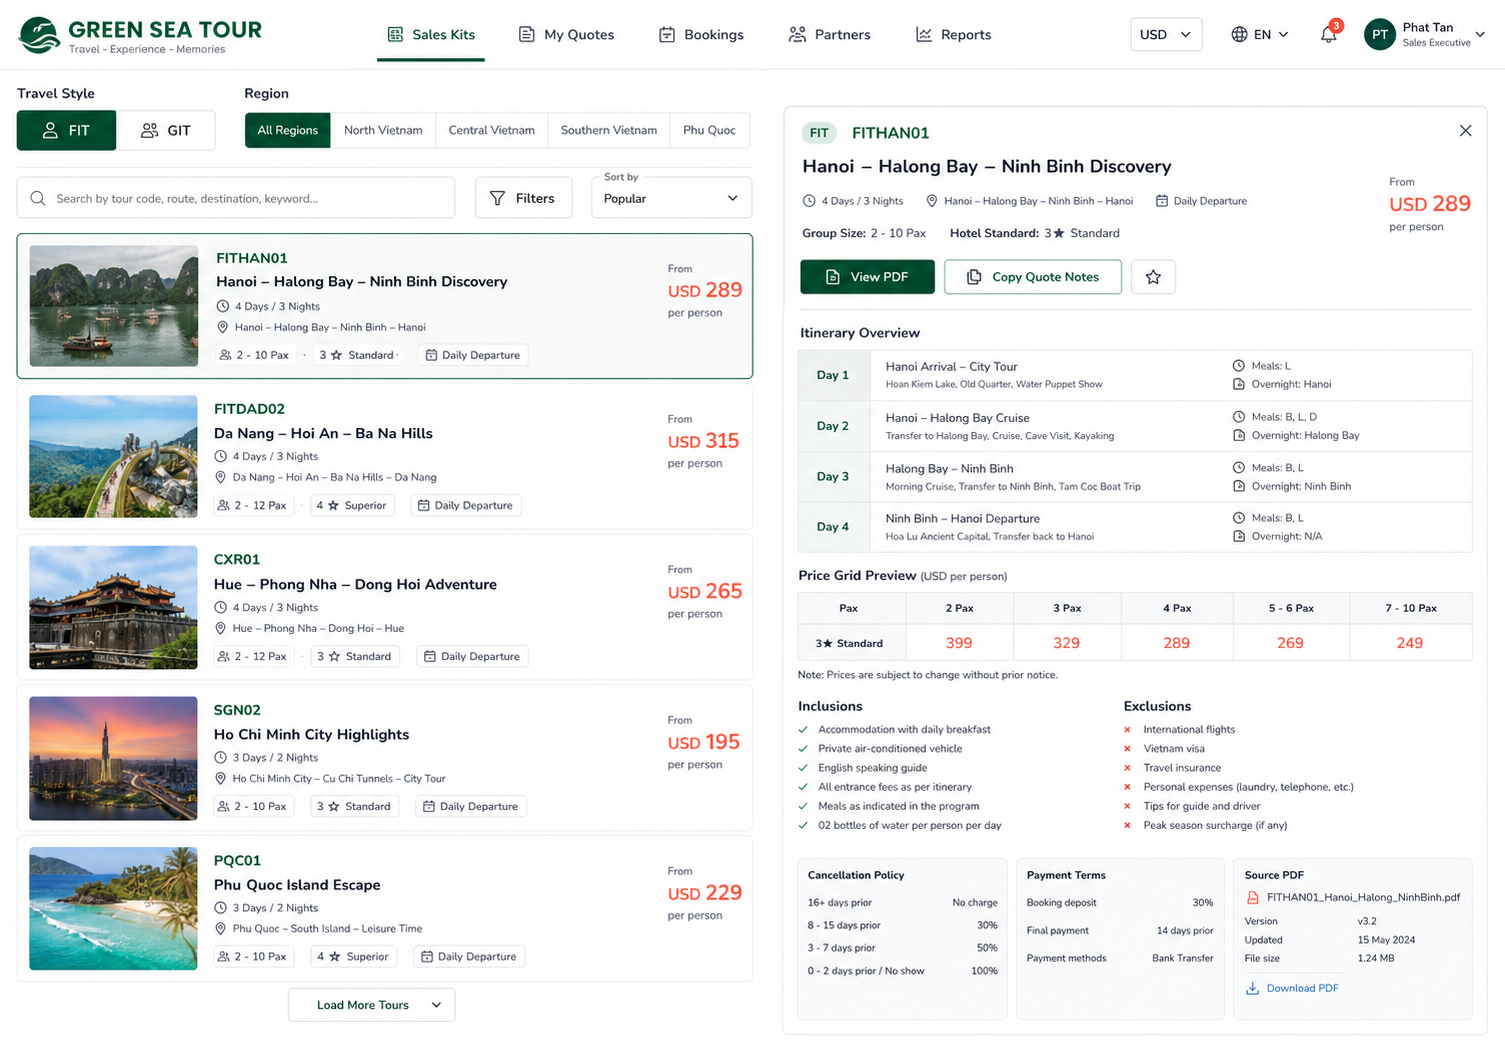 GREEN SEA TOUR
Travel - Experience - Memories
Sales Kits
My Quotes
Bookings
Partners
Reports
USD
EN
3
PT
Phat Tan
Sales Executive
Travel Style
FIT
GIT
Region
All Regions
North Vietnam
Central Vietnam
Southern Vietnam
Phu Quoc
Search by tour code, route, destination, keyword...
Filters
Sort by
Popular
FITHAN01
Hanoi – Halong Bay – Ninh Binh Discovery
4 Days / 3 Nights
Hanoi – Halong Bay – Ninh Binh – Hanoi
2 - 10 Pax · 3 ☆ Standard · Daily Departure
From
USD 289
per person
FITDAD02
Da Nang – Hoi An – Ba Na Hills
4 Days / 3 Nights
Da Nang – Hoi An – Ba Na Hills – Da Nang
2 - 12 Pax · 4 ☆ Superior Daily Departure
From
USD 315
per person
CXR01
Hue – Phong Nha – Dong Hoi Adventure
4 Days / 3 Nights
Hue – Phong Nha – Dong Hoi – Hue
2 - 12 Pax · 3 ☆ Standard Daily Departure
From
USD 265
per person
SGN02
Ho Chi Minh City Highlights
3 Days / 2 Nights
Ho Chi Minh City – Cu Chi Tunnels – City Tour
2 - 10 Pax 3 ☆ Standard Daily Departure
From
USD 195
per person
PQC01
Phu Quoc Island Escape
3 Days / 2 Nights
Phu Quoc – South Island – Leisure Time
2 - 10 Pax 4 ☆ Superior Daily Departure
From
USD 229
per person
Load More Tours
FIT FITHAN01
Hanoi – Halong Bay – Ninh Binh Discovery
4 Days / 3 Nights
Hanoi – Halong Bay – Ninh Binh – Hanoi
Daily Departure
Group Size: 2 - 10 Pax
Hotel Standard: 3★ Standard
From
USD 289
per person
View PDF
Copy Quote Notes
Itinerary Overview
Day 1
Hanoi Arrival – City Tour
Hoan Kiem Lake, Old Quarter, Water Puppet Show
Meals: L
Overnight: Hanoi
Day 2
Hanoi – Halong Bay Cruise
Transfer to Halong Bay, Cruise, Cave Visit, Kayaking
Meals: B, L, D
Overnight: Halong Bay
Day 3
Halong Bay – Ninh Binh
Morning Cruise, Transfer to Ninh Binh, Tam Coc Boat Trip
Meals: B, L
Overnight: Ninh Binh
Day 4
Ninh Binh – Hanoi Departure
Hoa Lu Ancient Capital, Transfer back to Hanoi
Meals: B, L
Overnight: N/A
Price Grid Preview (USD per person)
Pax 2 Pax 3 Pax 4 Pax 5 - 6 Pax 7 - 10 Pax
3★ Standard 399 329 289 269 249
Note: Prices are subject to change without prior notice.
Inclusions
Accommodation with daily breakfast
Private air-conditioned vehicle
English speaking guide
All entrance fees as per itinerary
Meals as indicated in the program
02 bottles of water per person per day
Exclusions
International flights
Vietnam visa
Travel insurance
Personal expenses (laundry, telephone, etc.)
Tips for guide and driver
Peak season surcharge (if any)
Cancellation Policy
16+ days prior No charge
8 - 15 days prior 30%
3 - 7 days prior 50%
0 - 2 days prior / No show 100%
Payment Terms
Booking deposit 30%
Final payment 14 days prior
Payment methods Bank Transfer
Source PDF
FITHAN01_Hanoi_Halong_NinhBinh.pdf
Version v3.2
Updated 15 May 2024
File size 1.24 MB
Download PDF